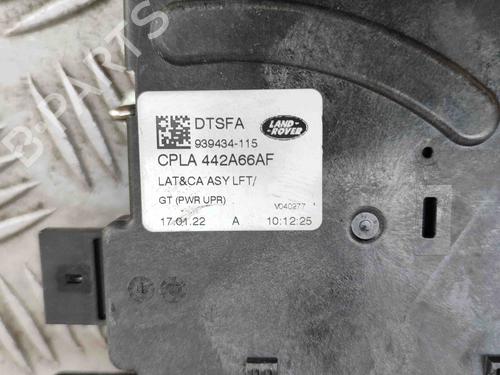 DTSFA
LAND-
ROVER
939434-115
CPLA 442A66AF
LAT&CA ASY LFT/
GT (PWR UPR)
V040277
17.01.22 A 10:12:25
B-PARTS